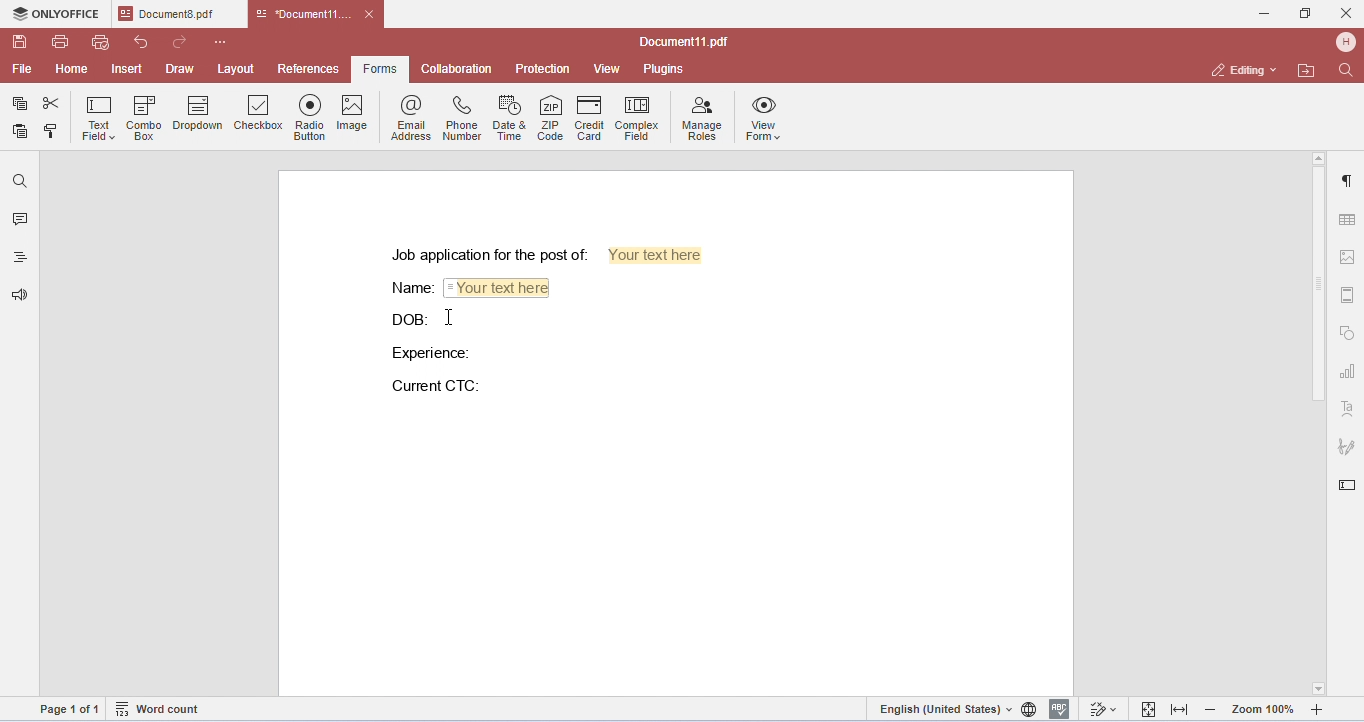 ONLYOFFICE Document8.pdf *Document11....
Document11.pdf H
File Home Insert Draw Layout References Forms Collaboration Protection View Plugins Editing
Text Field Combo Box Dropdown Checkbox Radio Button Image Email Address Phone Number Date & Time ZIP Code Credit Card Complex Field Manage Roles View Form
Job application for the post of: Your text here
Name: Your text here
DOB:
Experience:
Current CTC:
Page 1 of 1 123 Word count English (United States) ABC Zoom 100%